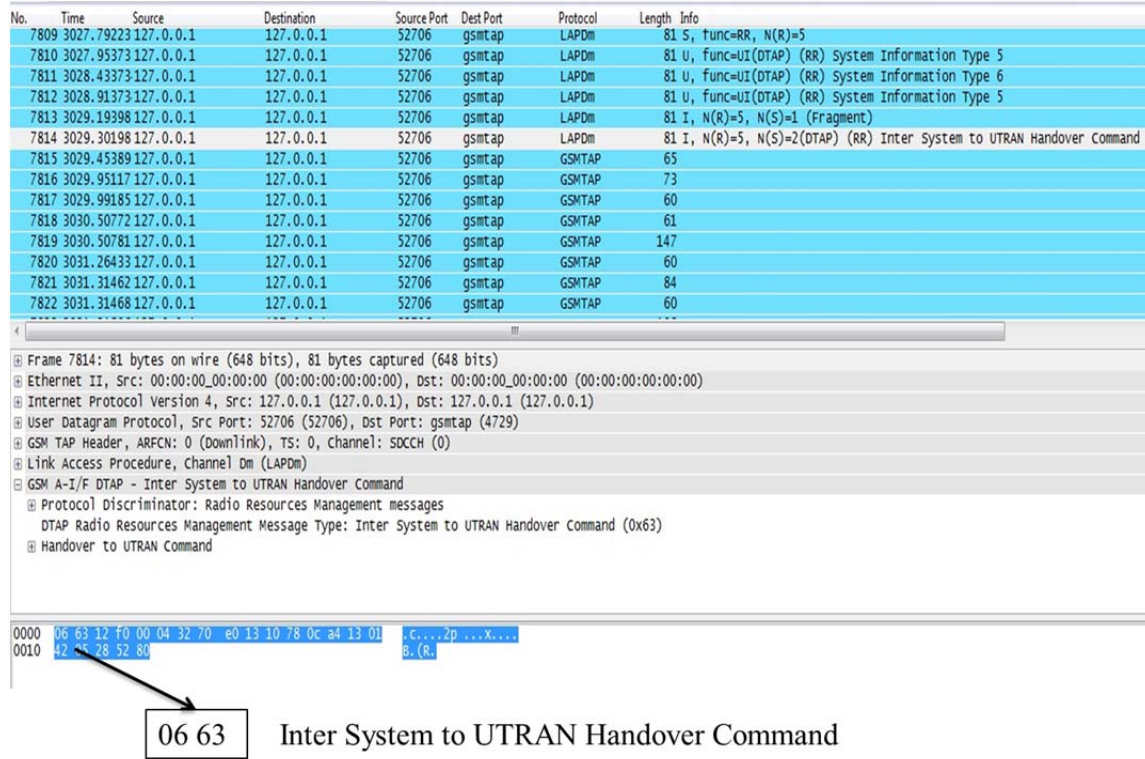 No. Time Source Destination Source Port Dest Port Protocol Length Info
7809 3027.79223 127.0.0.1 127.0.0.1 52706 gsmtap LAPDm 81 S, func=RR, N(R)=5
7810 3027.95373 127.0.0.1 127.0.0.1 52706 gsmtap LAPDm 81 U, func=UI(DTAP) (RR) System Information Type 5
7811 3028.43373 127.0.0.1 127.0.0.1 52706 gsmtap LAPDm 81 U, func=UI(DTAP) (RR) System Information Type 6
7812 3028.91373 127.0.0.1 127.0.0.1 52706 gsmtap LAPDm 81 U, func=UI(DTAP) (RR) System Information Type 5
7813 3029.19398 127.0.0.1 127.0.0.1 52706 gsmtap LAPDm 81 I, N(R)=5, N(S)=1 (Fragment)
7814 3029.30198 127.0.0.1 127.0.0.1 52706 gsmtap LAPDm 81 I, N(R)=5, N(S)=2(DTAP) (RR) Inter System to UTRAN Handover Command
7815 3029.45389 127.0.0.1 127.0.0.1 52706 gsmtap GSMTAP 65
7816 3029.95117 127.0.0.1 127.0.0.1 52706 gsmtap GSMTAP 73
7817 3029.99185 127.0.0.1 127.0.0.1 52706 gsmtap GSMTAP 60
7818 3030.50772 127.0.0.1 127.0.0.1 52706 gsmtap GSMTAP 61
7819 3030.50781 127.0.0.1 127.0.0.1 52706 gsmtap GSMTAP 147
7820 3031.26433 127.0.0.1 127.0.0.1 52706 gsmtap GSMTAP 60
7821 3031.31462 127.0.0.1 127.0.0.1 52706 gsmtap GSMTAP 84
7822 3031.31468 127.0.0.1 127.0.0.1 52706 gsmtap GSMTAP 60
Frame 7814: 81 bytes on wire (648 bits), 81 bytes captured (648 bits)
Ethernet II, Src: 00:00:00_00:00:00 (00:00:00:00:00:00), Dst: 00:00:00_00:00:00 (00:00:00:00:00:00)
Internet Protocol Version 4, Src: 127.0.0.1 (127.0.0.1), Dst: 127.0.0.1 (127.0.0.1)
User Datagram Protocol, Src Port: 52706 (52706), Dst Port: gsmtap (4729)
GSM TAP Header, ARFCN: 0 (Downlink), TS: 0, Channel: SDCCH (0)
Link Access Procedure, Channel Dm (LAPDm)
GSM A-I/F DTAP - Inter System to UTRAN Handover Command
Protocol Discriminator: Radio Resources Management messages
DTAP Radio Resources Management Message Type: Inter System to UTRAN Handover Command (0x63)
Handover to UTRAN Command
0000 06 63 12 f0 00 04 32 70 e0 13 10 78 0c a4 13 01 .c....2p ...x....
0010 42 28 52 80 B.(R.
06 63 Inter System to UTRAN Handover Command